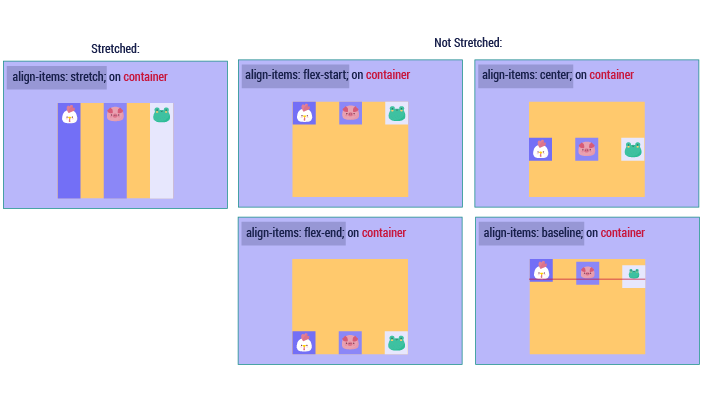 Stretched:
Not Stretched:
align-items: stretch; on container
align-items: flex-start; on container
align-items: center; on container
align-items: flex-end; on container
align-items: baseline; on container